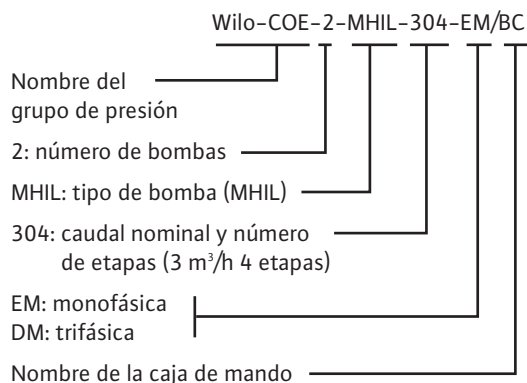 Wilo-COE-2-MHIL-304-EM/BC
Nombre del
grupo de presión
2: número de bombas
MHIL: tipo de bomba (MHIL)
304: caudal nominal y número
de etapas (3 m³/h 4 etapas)
EM: monofásica
DM: trifásica
Nombre de la caja de mando